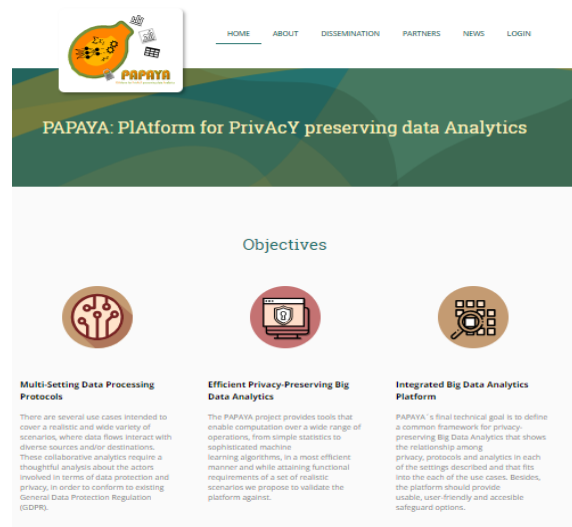 HOME ABOUT DISSEMINATION PARTNERS NEWS LOGIN
PAPAYA
PAPAYA: PlAtform for PrivAcY preserving data Analytics
Objectives
Multi-Setting Data Processing
Protocols
There are several use cases intended to
cover a realistic and wide variety of
scenarios, where data flows interact with
diverse sources and/or destinations.
These collaborative analytics require a
thoughtful analysis about the actors
involved in terms of data protection and
privacy, in order to conform to existing
General Data Protection Regulation
(GDPR).
Efficient Privacy-Preserving Big
Data Analytics
The PAPAYA project provides tools that
enable computation over a wide range of
operations, from simple statistics to
sophisticated machine
learning algorithms, in a most efficient
manner and while attaining functional
requirements of a set of realistic
scenarios we propose to validate the
platform against.
Integrated Big Data Analytics
Platform
PAPAYA´s final technical goal is to define
a common framework for privacy-
preserving Big Data Analytics that shows
the relationship among
privacy, protocols and analytics in each
of the settings described and that fits
into the each of the use cases. Besides,
the platform should provide
usable, user-friendly and accesible
safeguard options.